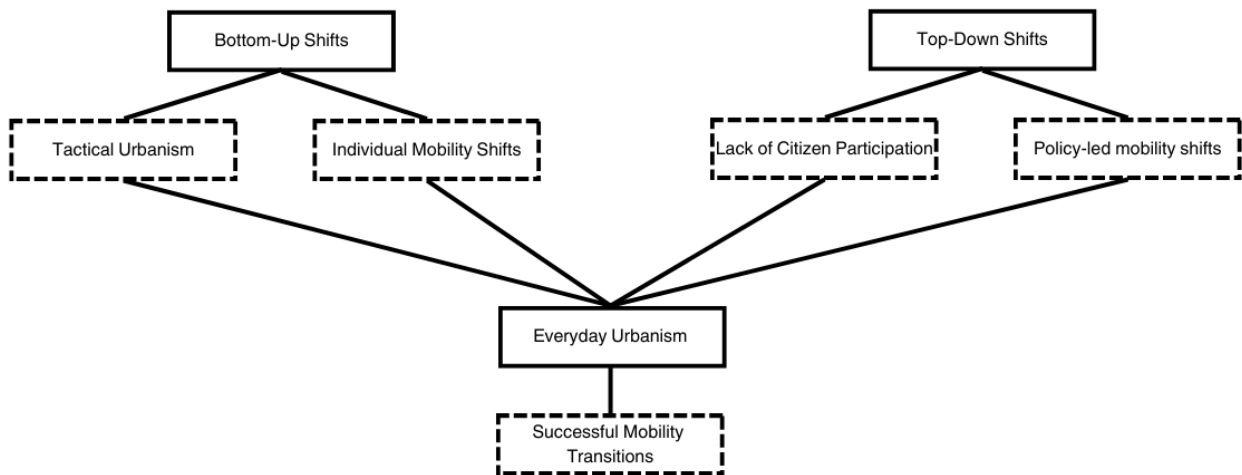 Bottom-Up Shifts
Top-Down Shifts
Tactical Urbanism
Individual Mobility Shifts
Lack of Citizen Participation
Policy-led mobility shifts
Everyday Urbanism
Successful Mobility
Transitions